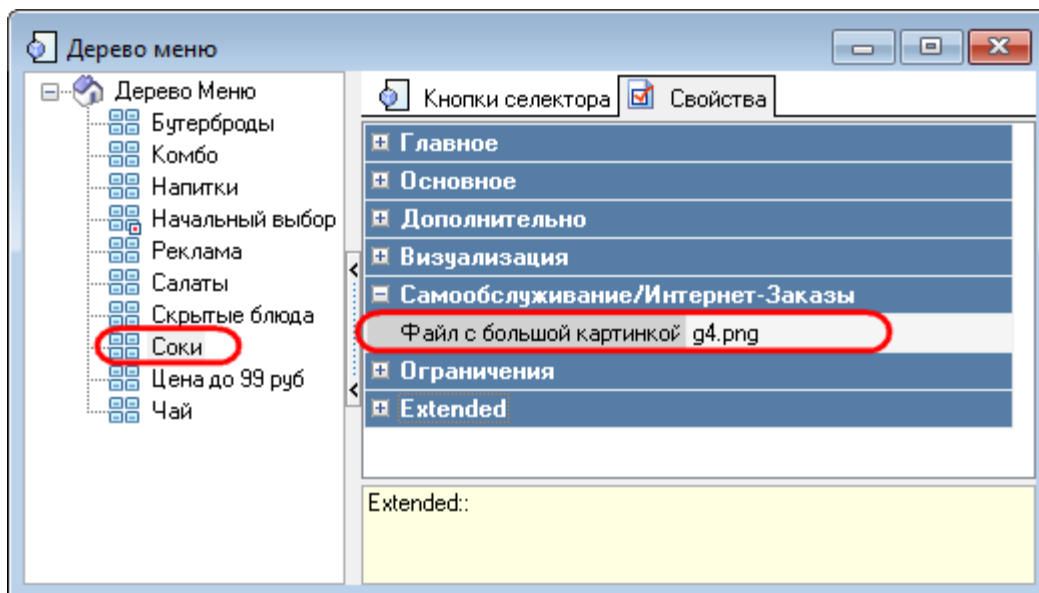 Дерево меню
Дерево Меню
Бутерброды
Комбо
Напитки
Начальный выбор
Реклама
Салаты
Скрытые блюда
Соки
Цена до 99 руб
Чай
Кнопки селектора
Свойства
Главное
Основное
Дополнительно
Визуализация
Самообслуживание/Интернет-Заказы
Файл с большой картинкой g4.png
Ограничения
Extended
Extended::